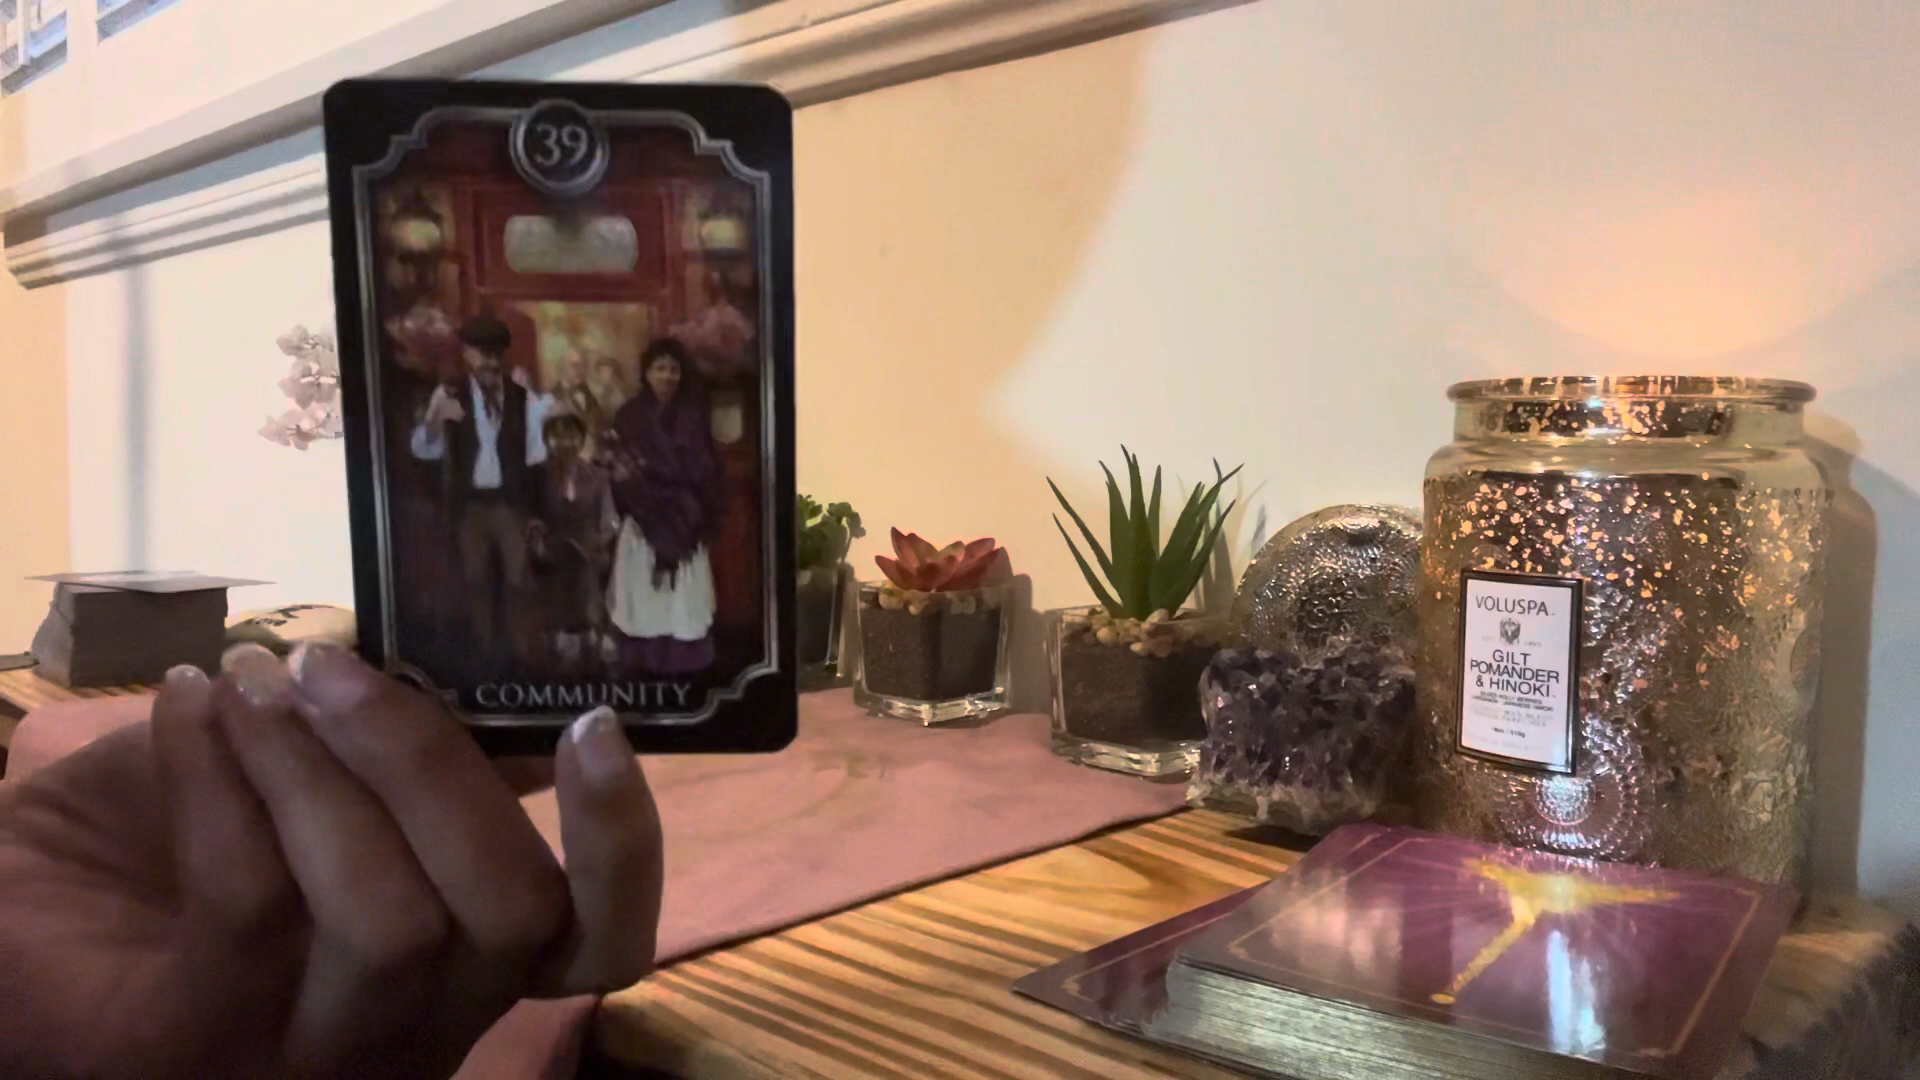 39
COMMUNITY
VOLUSPA
GILT
POMANDER
& HINOKI